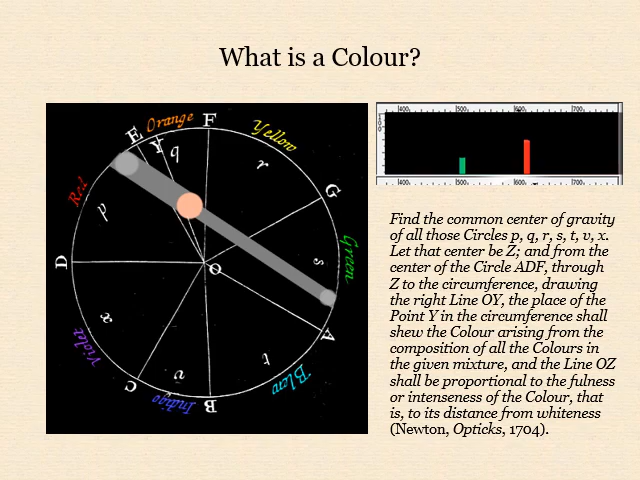 What is a Colour?
E
Orange
F
Y
q
Yellow
r
Red
p
G
D
O
s
Green
x
A
Violet
t
C
v
Blew
Indigo
B
|400. |500. |600 |700.
100
|400. |500. |600 |700.
Find the common center of gravity
of all those Circles p, q, r, s, t, v, x.
Let that center be Z; and from the
center of the Circle ADF, through
Z to the circumference, drawing
the right Line OY, the place of the
Point Y in the circumference shall
shew the Colour arising from the
composition of all the Colours in
the given mixture, and the Line OZ
shall be proportional to the fulness
or intenseness of the Colour, that
is, to its distance from whiteness
(Newton, Opticks, 1704).